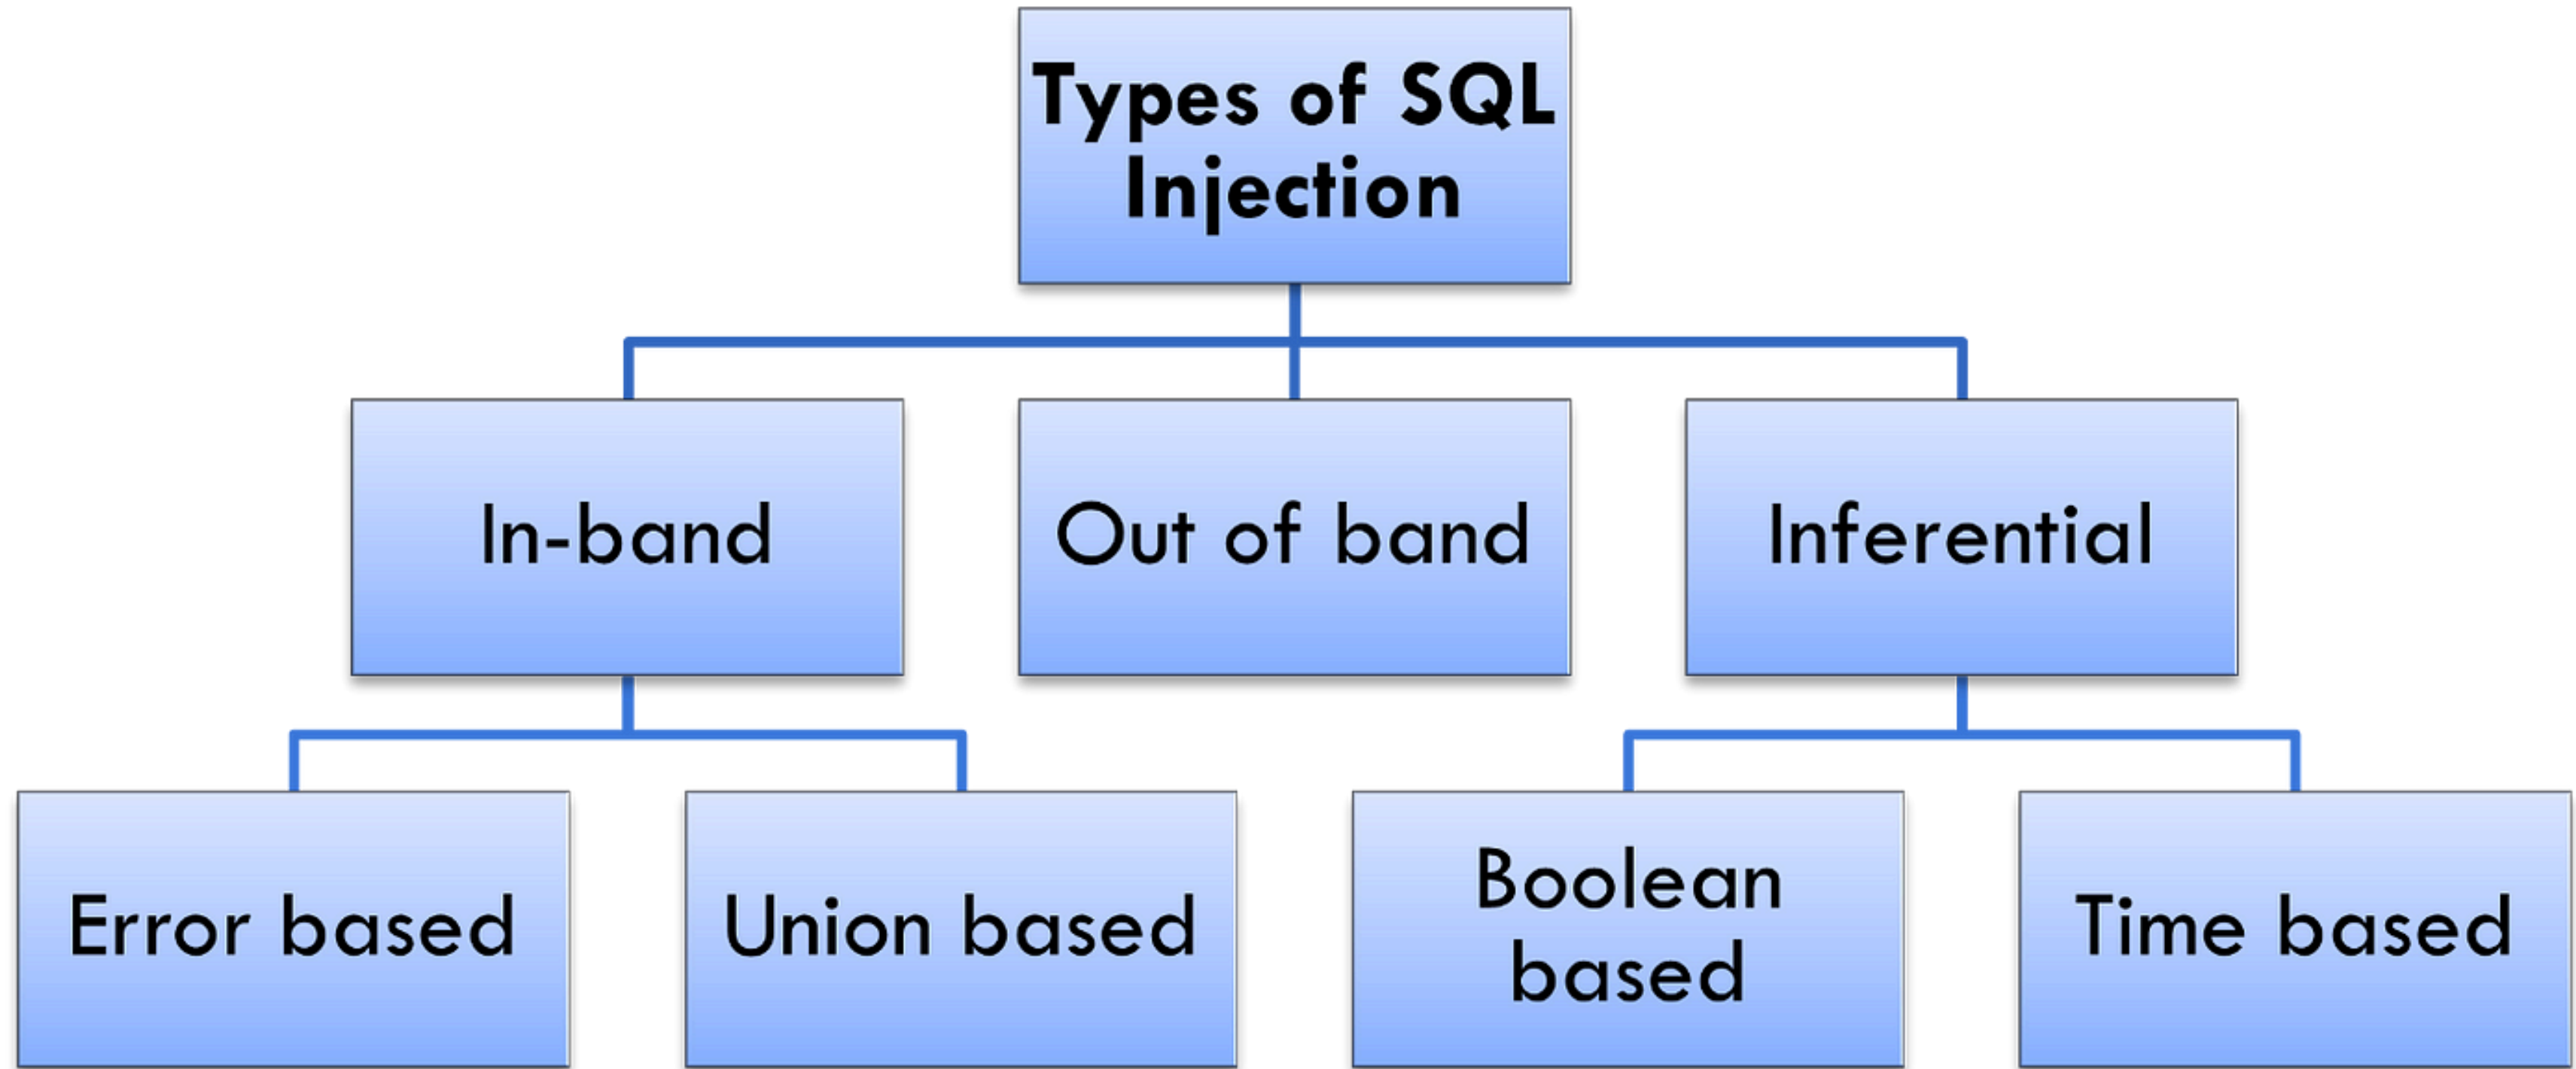 Types of SQL
Injection
In-band
Out of band
Inferential
Error based
Union based
Boolean
based
Time based